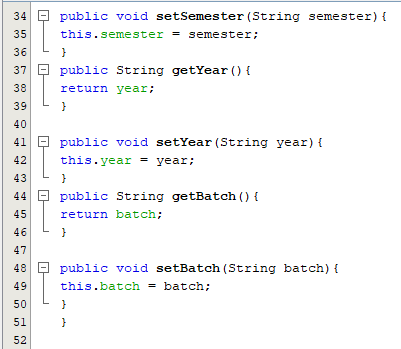 34 public void setSemester(String semester){
35 this.semester = semester;
36 }
37 public String getYear(){
38 return year;
39 }
40
41 public void setYear(String year){
42 this.year = year;
43 }
44 public String getBatch(){
45 return batch;
46 }
47
48 public void setBatch(String batch){
49 this.batch = batch;
50 }
51 }
52